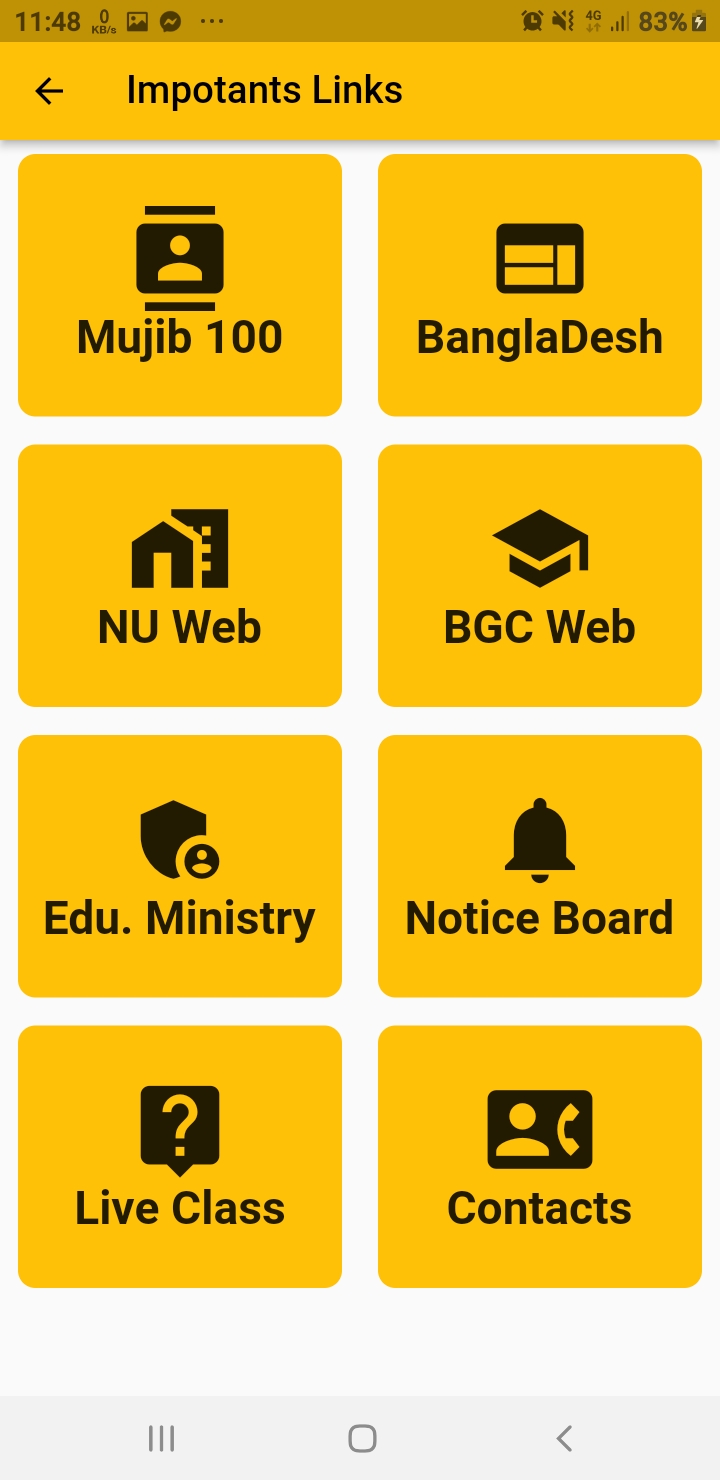 11:48 0 KB/s ... 4G 83%
Impotants Links
Mujib 100 BanglaDesh
NU Web BGC Web
Edu. Ministry Notice Board
Live Class Contacts